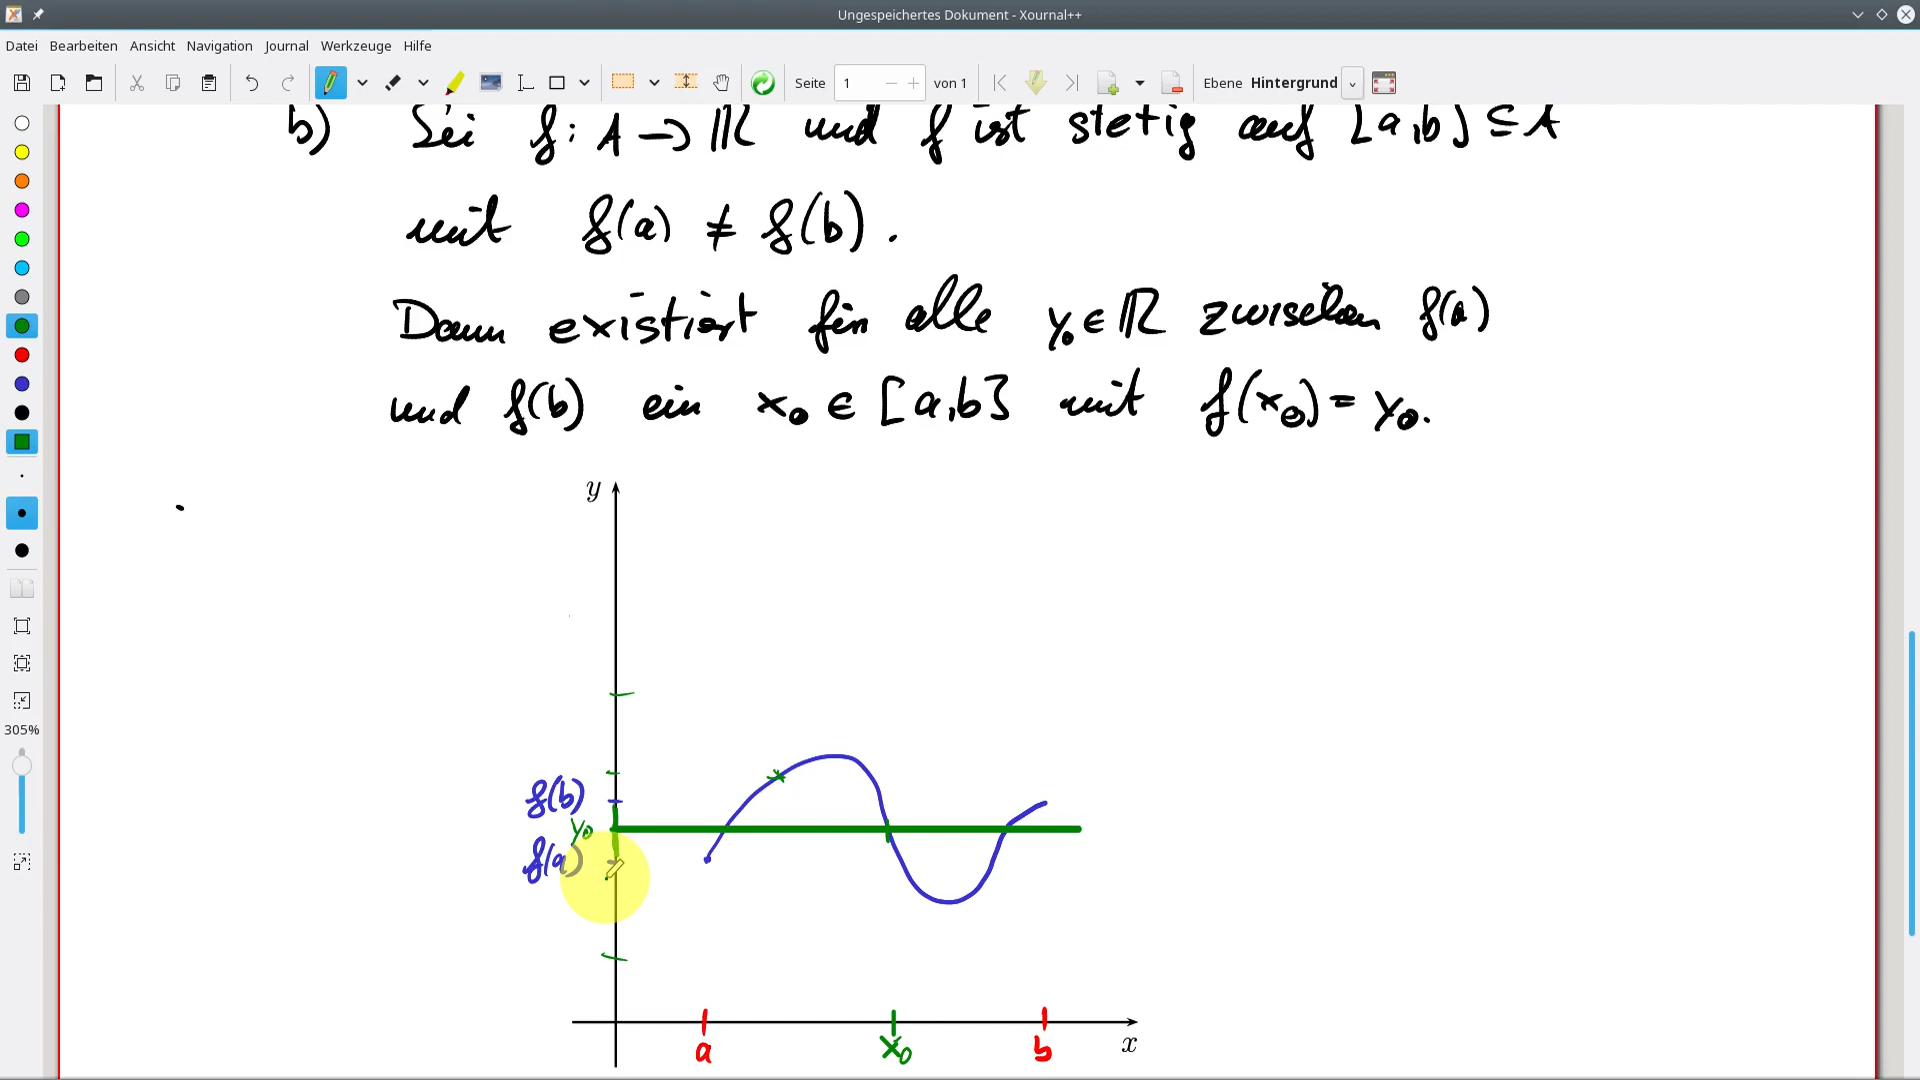 Ungespeichertes Dokument - Xournal++
Datei Bearbeiten Ansicht Navigation Journal Werkzeuge Hilfe
Seite 1 von 1 Ebene Hintergrund
b) Sei f : A → ℝ und f ist stetig auf [a,b] ⊆ A
mit f(a) ≠ f(b).
Dann existiert für alle y₀ ∈ ℝ zwischen f(a)
und f(b) ein x₀ ∈ [a,b] mit f(x₀) = y₀.
y
305%
f(b)
y₀
f(a)
a x₀ b x